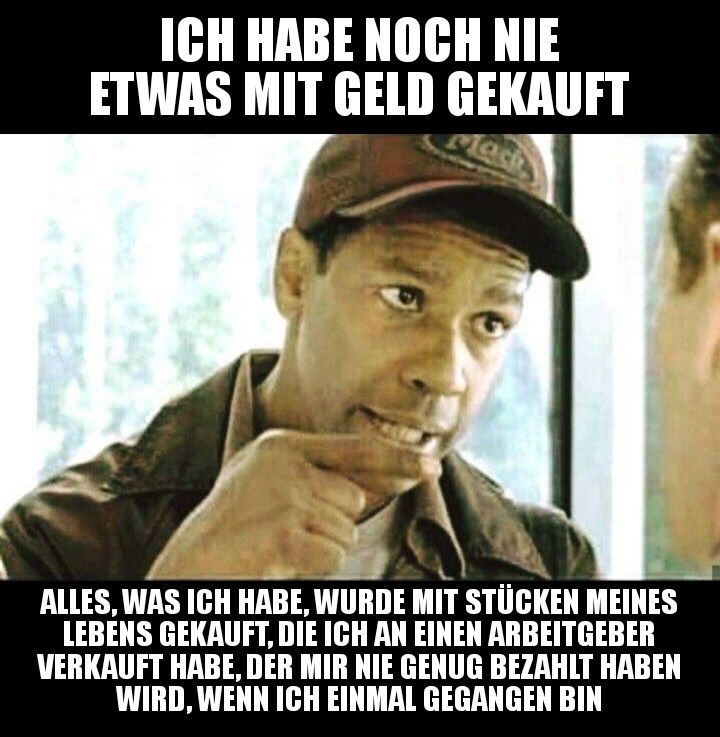 ICH HABE NOCH NIE
ETWAS MIT GELD GEKAUFT
Mack
ALLES, WAS ICH HABE, WURDE MIT STÜCKEN MEINES
LEBENS GEKAUFT, DIE ICH AN EINEN ARBEITGEBER
VERKAUFT HABE, DER MIR NIE GENUG BEZAHLT HABEN
WIRD, WENN ICH EINMAL GEGANGEN BIN